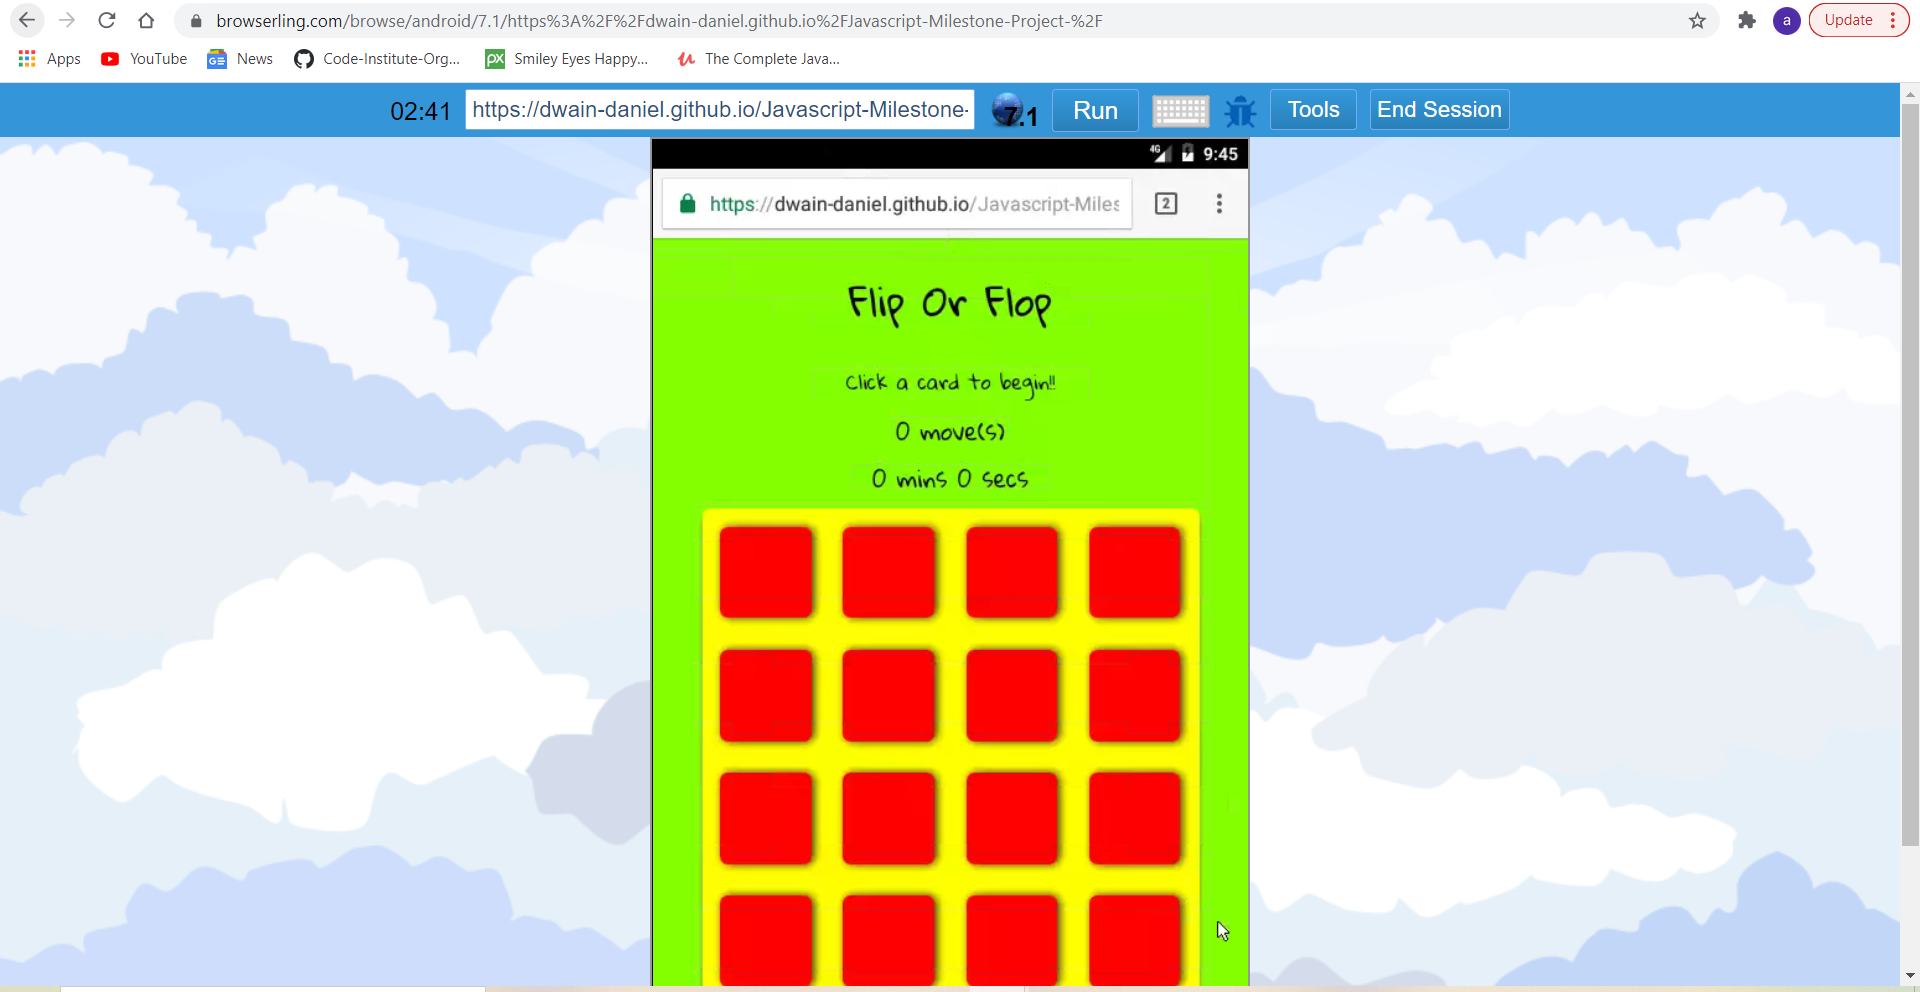 browserling.com/browse/android/7.1/https%3A%2F%2Fdwain-daniel.github.io%2FJavascript-Milestone-Project-%2F
a
Update
Apps
YouTube
GE
News
Code-Institute-Org...
px
Smiley Eyes Happy...
The Complete Java...
02:41
https://dwain-daniel.github.io/Javascript-Milestone-
7.1
Run
Tools
End Session
4G
9:45
https://dwain-daniel.github.io/Javascript-Miles
2
Flip Or Flop
Click a card to begin!!
0 move(s)
0 mins 0 secs